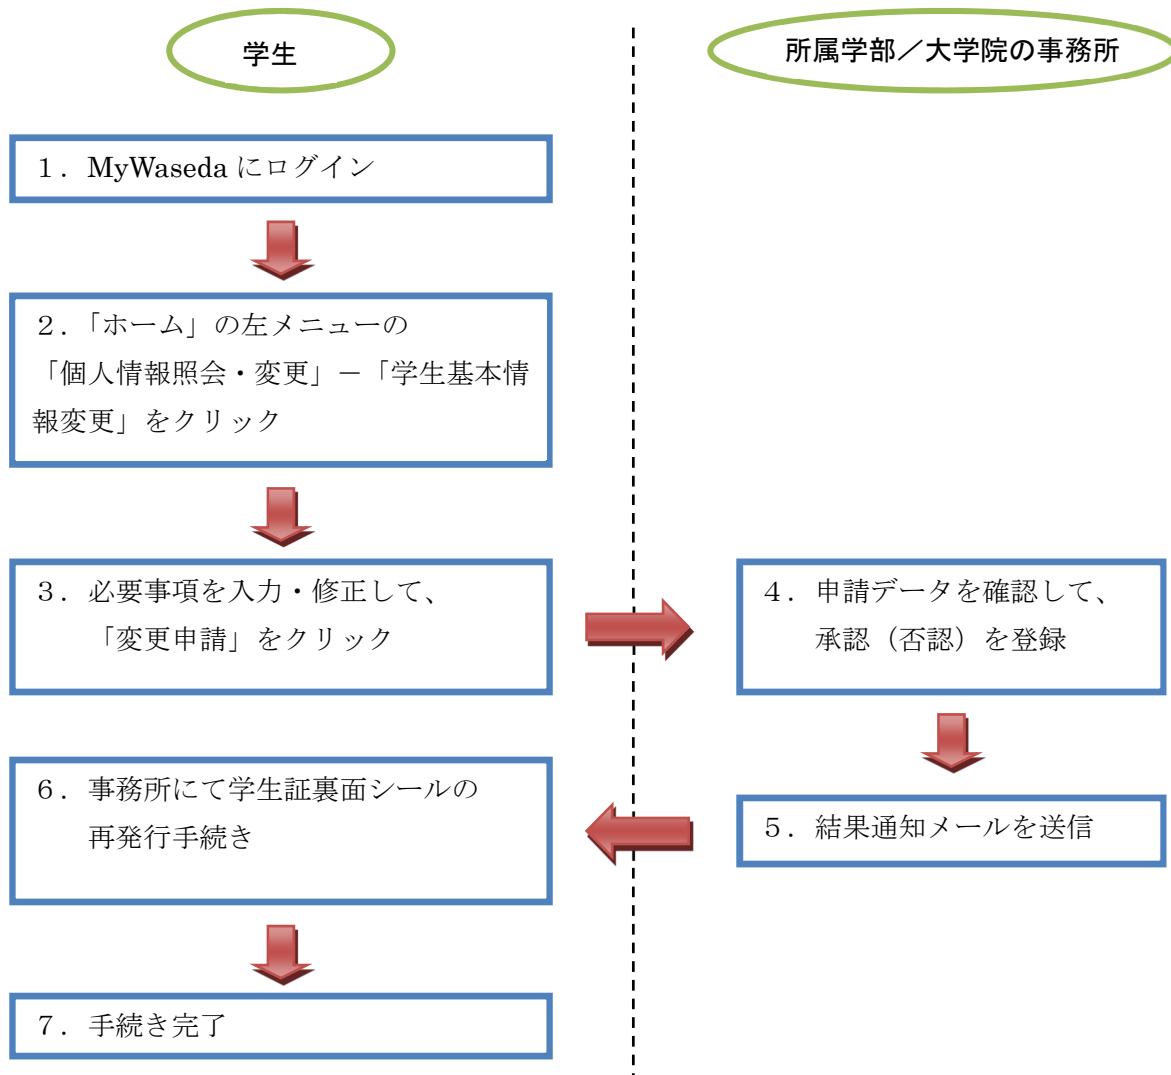 学生
所属学部／大学院の事務所
１．MyWaseda にログイン
２．「ホーム」の左メニューの
「個人情報照会・変更」－「学生基本情
報変更」をクリック
３．必要事項を入力・修正して、
「変更申請」をクリック
４．申請データを確認して、
承認（否認）を登録
５．結果通知メールを送信
６．事務所にて学生証裏面シールの
再発行手続き
７．手続き完了